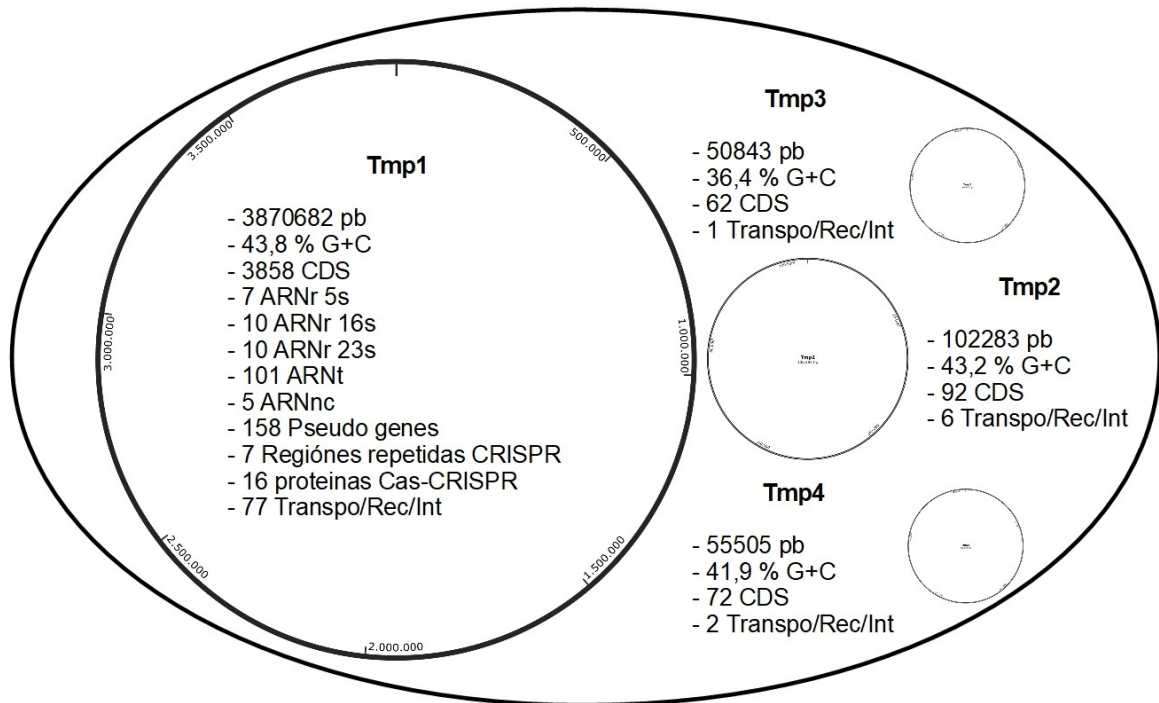 Tmp1
- 3870682 pb
- 43,8 % G+C
- 3858 CDS
- 7 ARNr 5s
- 10 ARNr 16s
- 10 ARNr 23s
- 101 ARNt
- 5 ARNnc
- 158 Pseudo genes
- 7 Regiónes repetidas CRISPR
- 16 proteinas Cas-CRISPR
- 77 Transpo/Rec/Int
500.000
1.000.000
1.500.000
2.000.000
2.500.000
3.000.000
3.500.000
Tmp3
- 50843 pb
- 36,4 % G+C
- 62 CDS
- 1 Transpo/Rec/Int
Tmp2
- 102283 pb
- 43,2 % G+C
- 92 CDS
- 6 Transpo/Rec/Int
Tmp2
Tmp4
- 55505 pb
- 41,9 % G+C
- 72 CDS
- 2 Transpo/Rec/Int